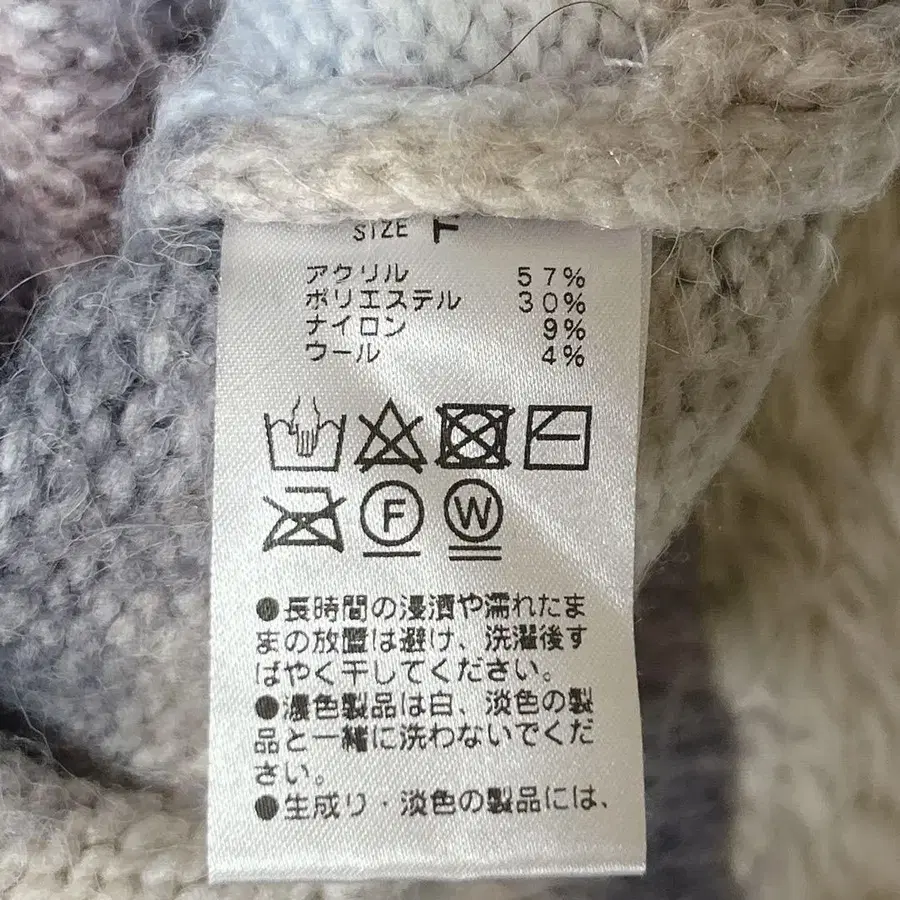 SIZE F
アクリル 57%
ポリエステル 30%
ナイロン 9%
ウール 4%
F W
●長時間の浸漬や濡れたま
まの放置は避け、洗濯後す
ばやく干してください。
●濃色製品は白、淡色の製
品と一緒に洗わないでくだ
さい。
●生成り・淡色の製品には、